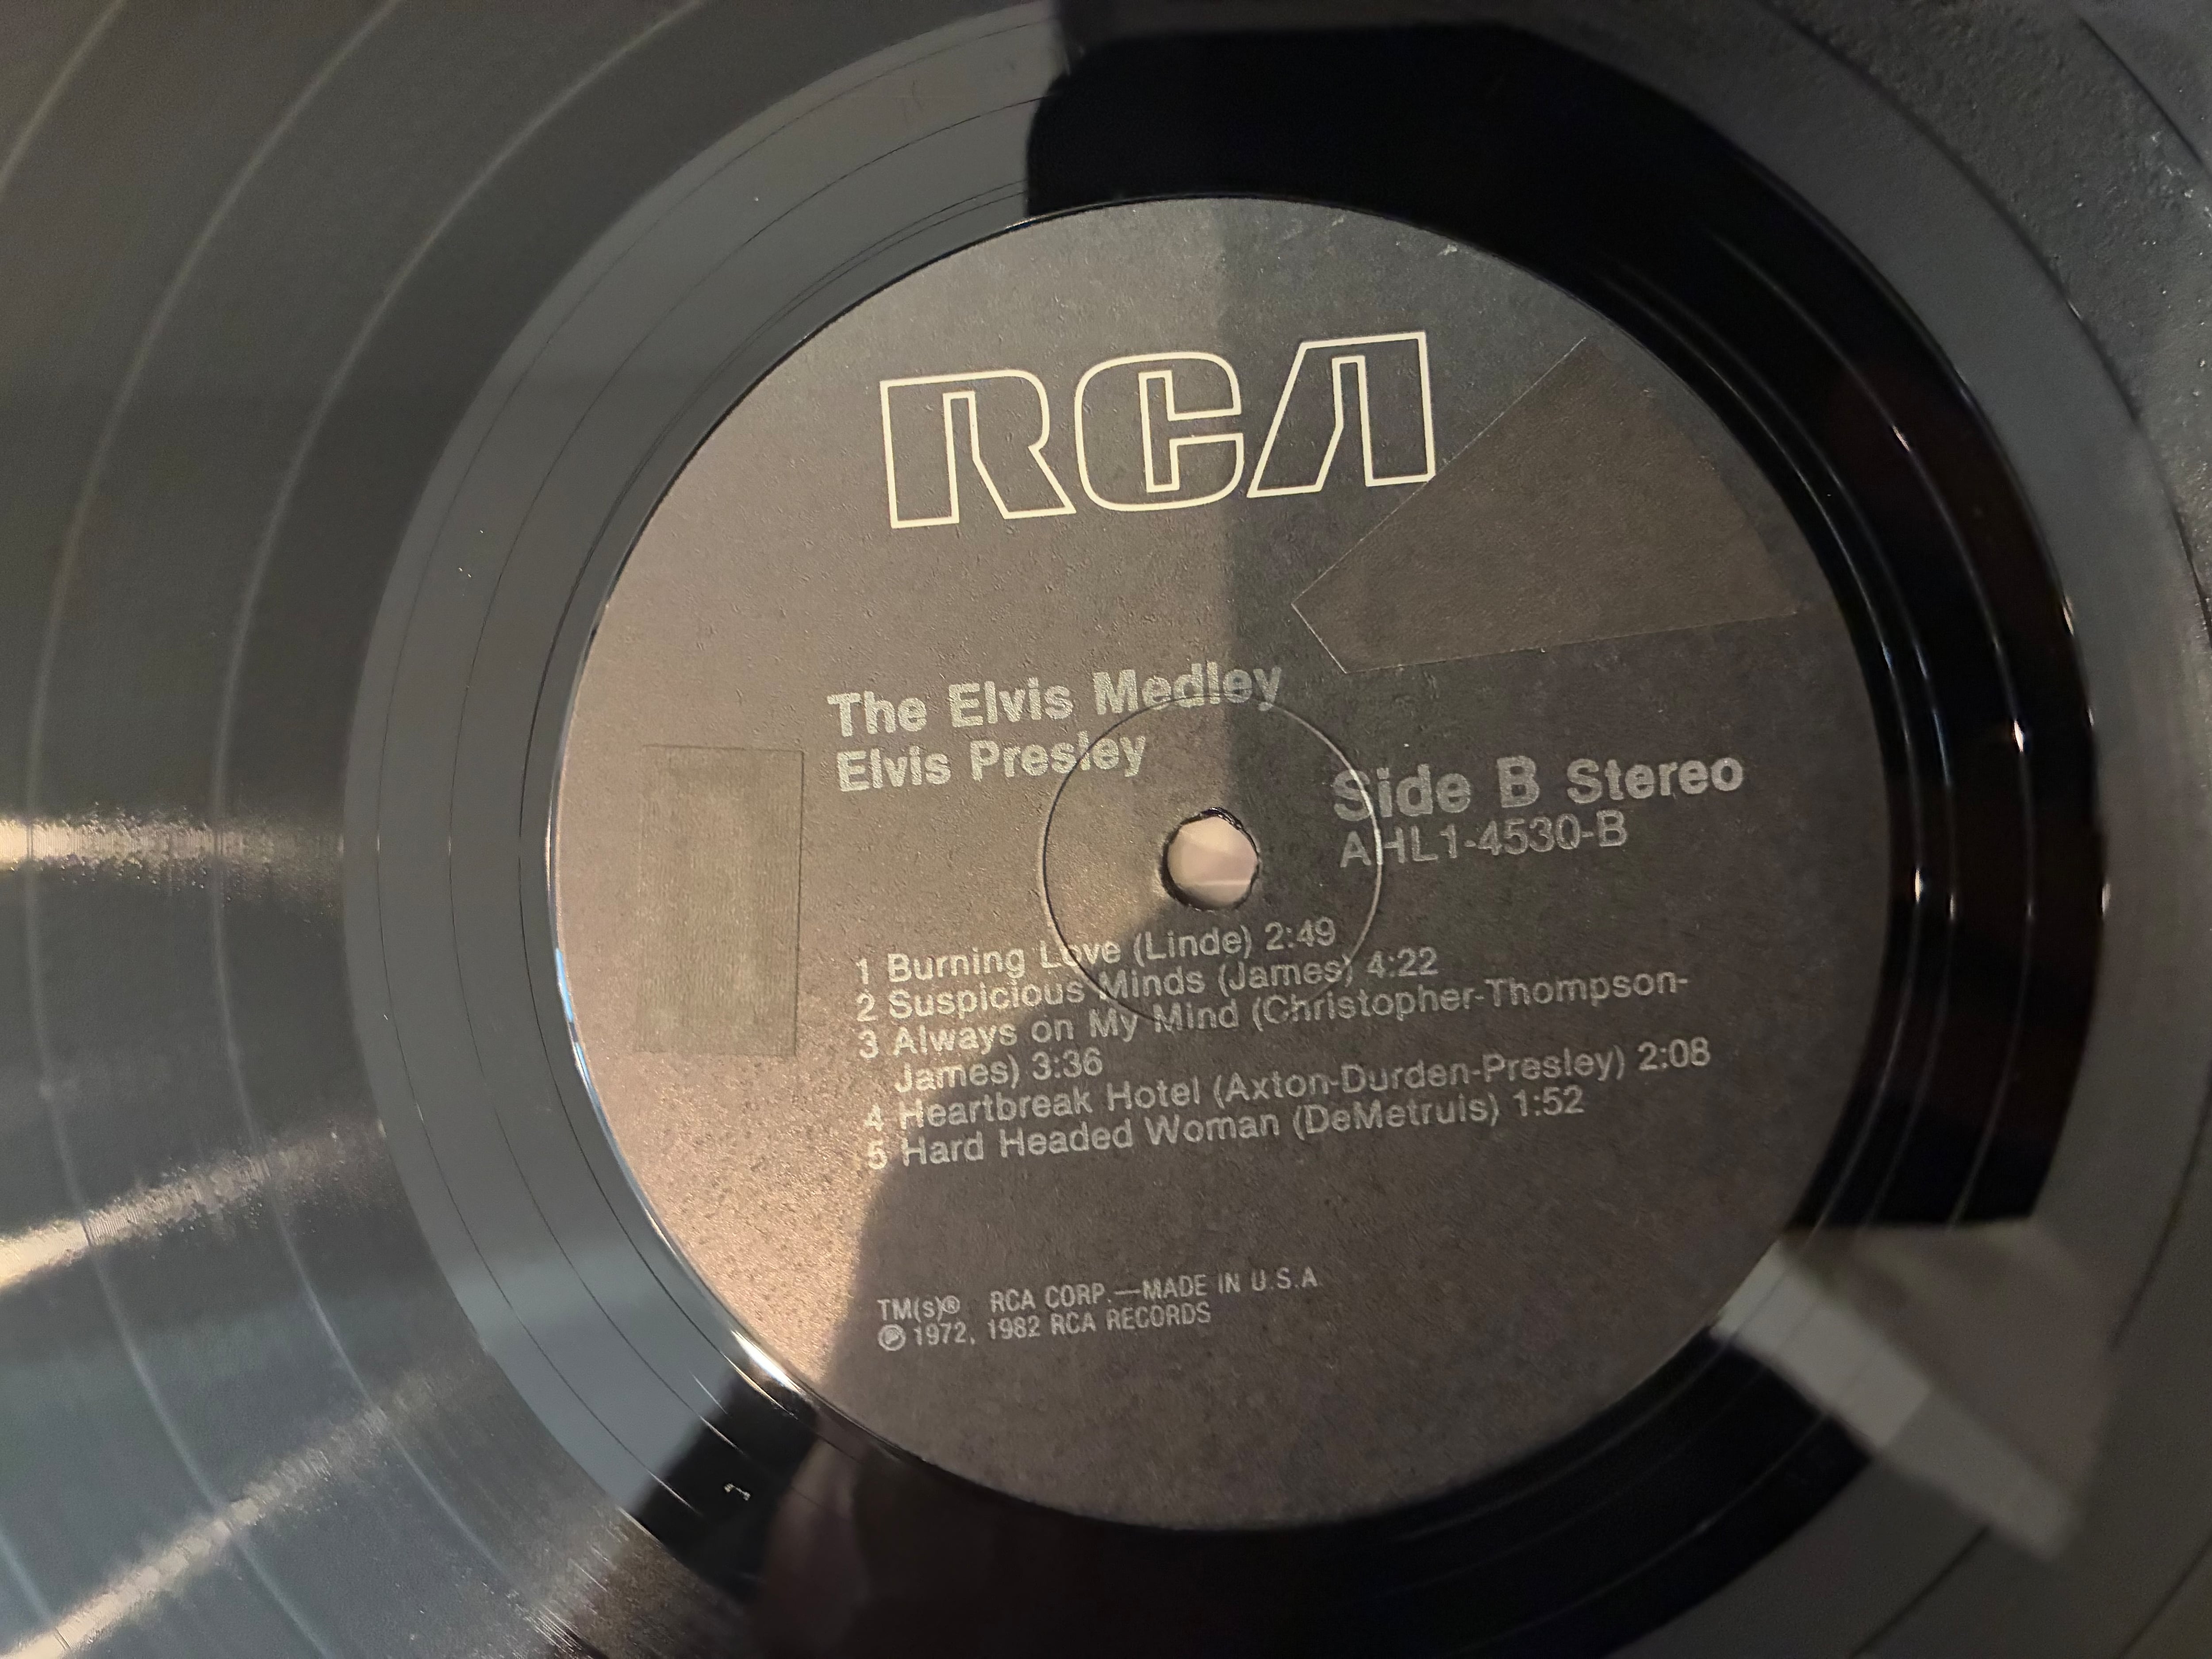 RCA
The Elvis Medley
Elvis Presley
Side B Stereo
AHL1-4530-B
1 Burning Love (Linde) 2:49
2 Suspicious Minds (James) 4:22
3 Always on My Mind (Christopher-Thompson-
James) 3:36
4 Heartbreak Hotel (Axton-Durden-Presley) 2:08
5 Hard Headed Woman (DeMetruis) 1:52
TM(s)® RCA CORP.—MADE IN U.S.A
℗ 1972, 1982 RCA RECORDS